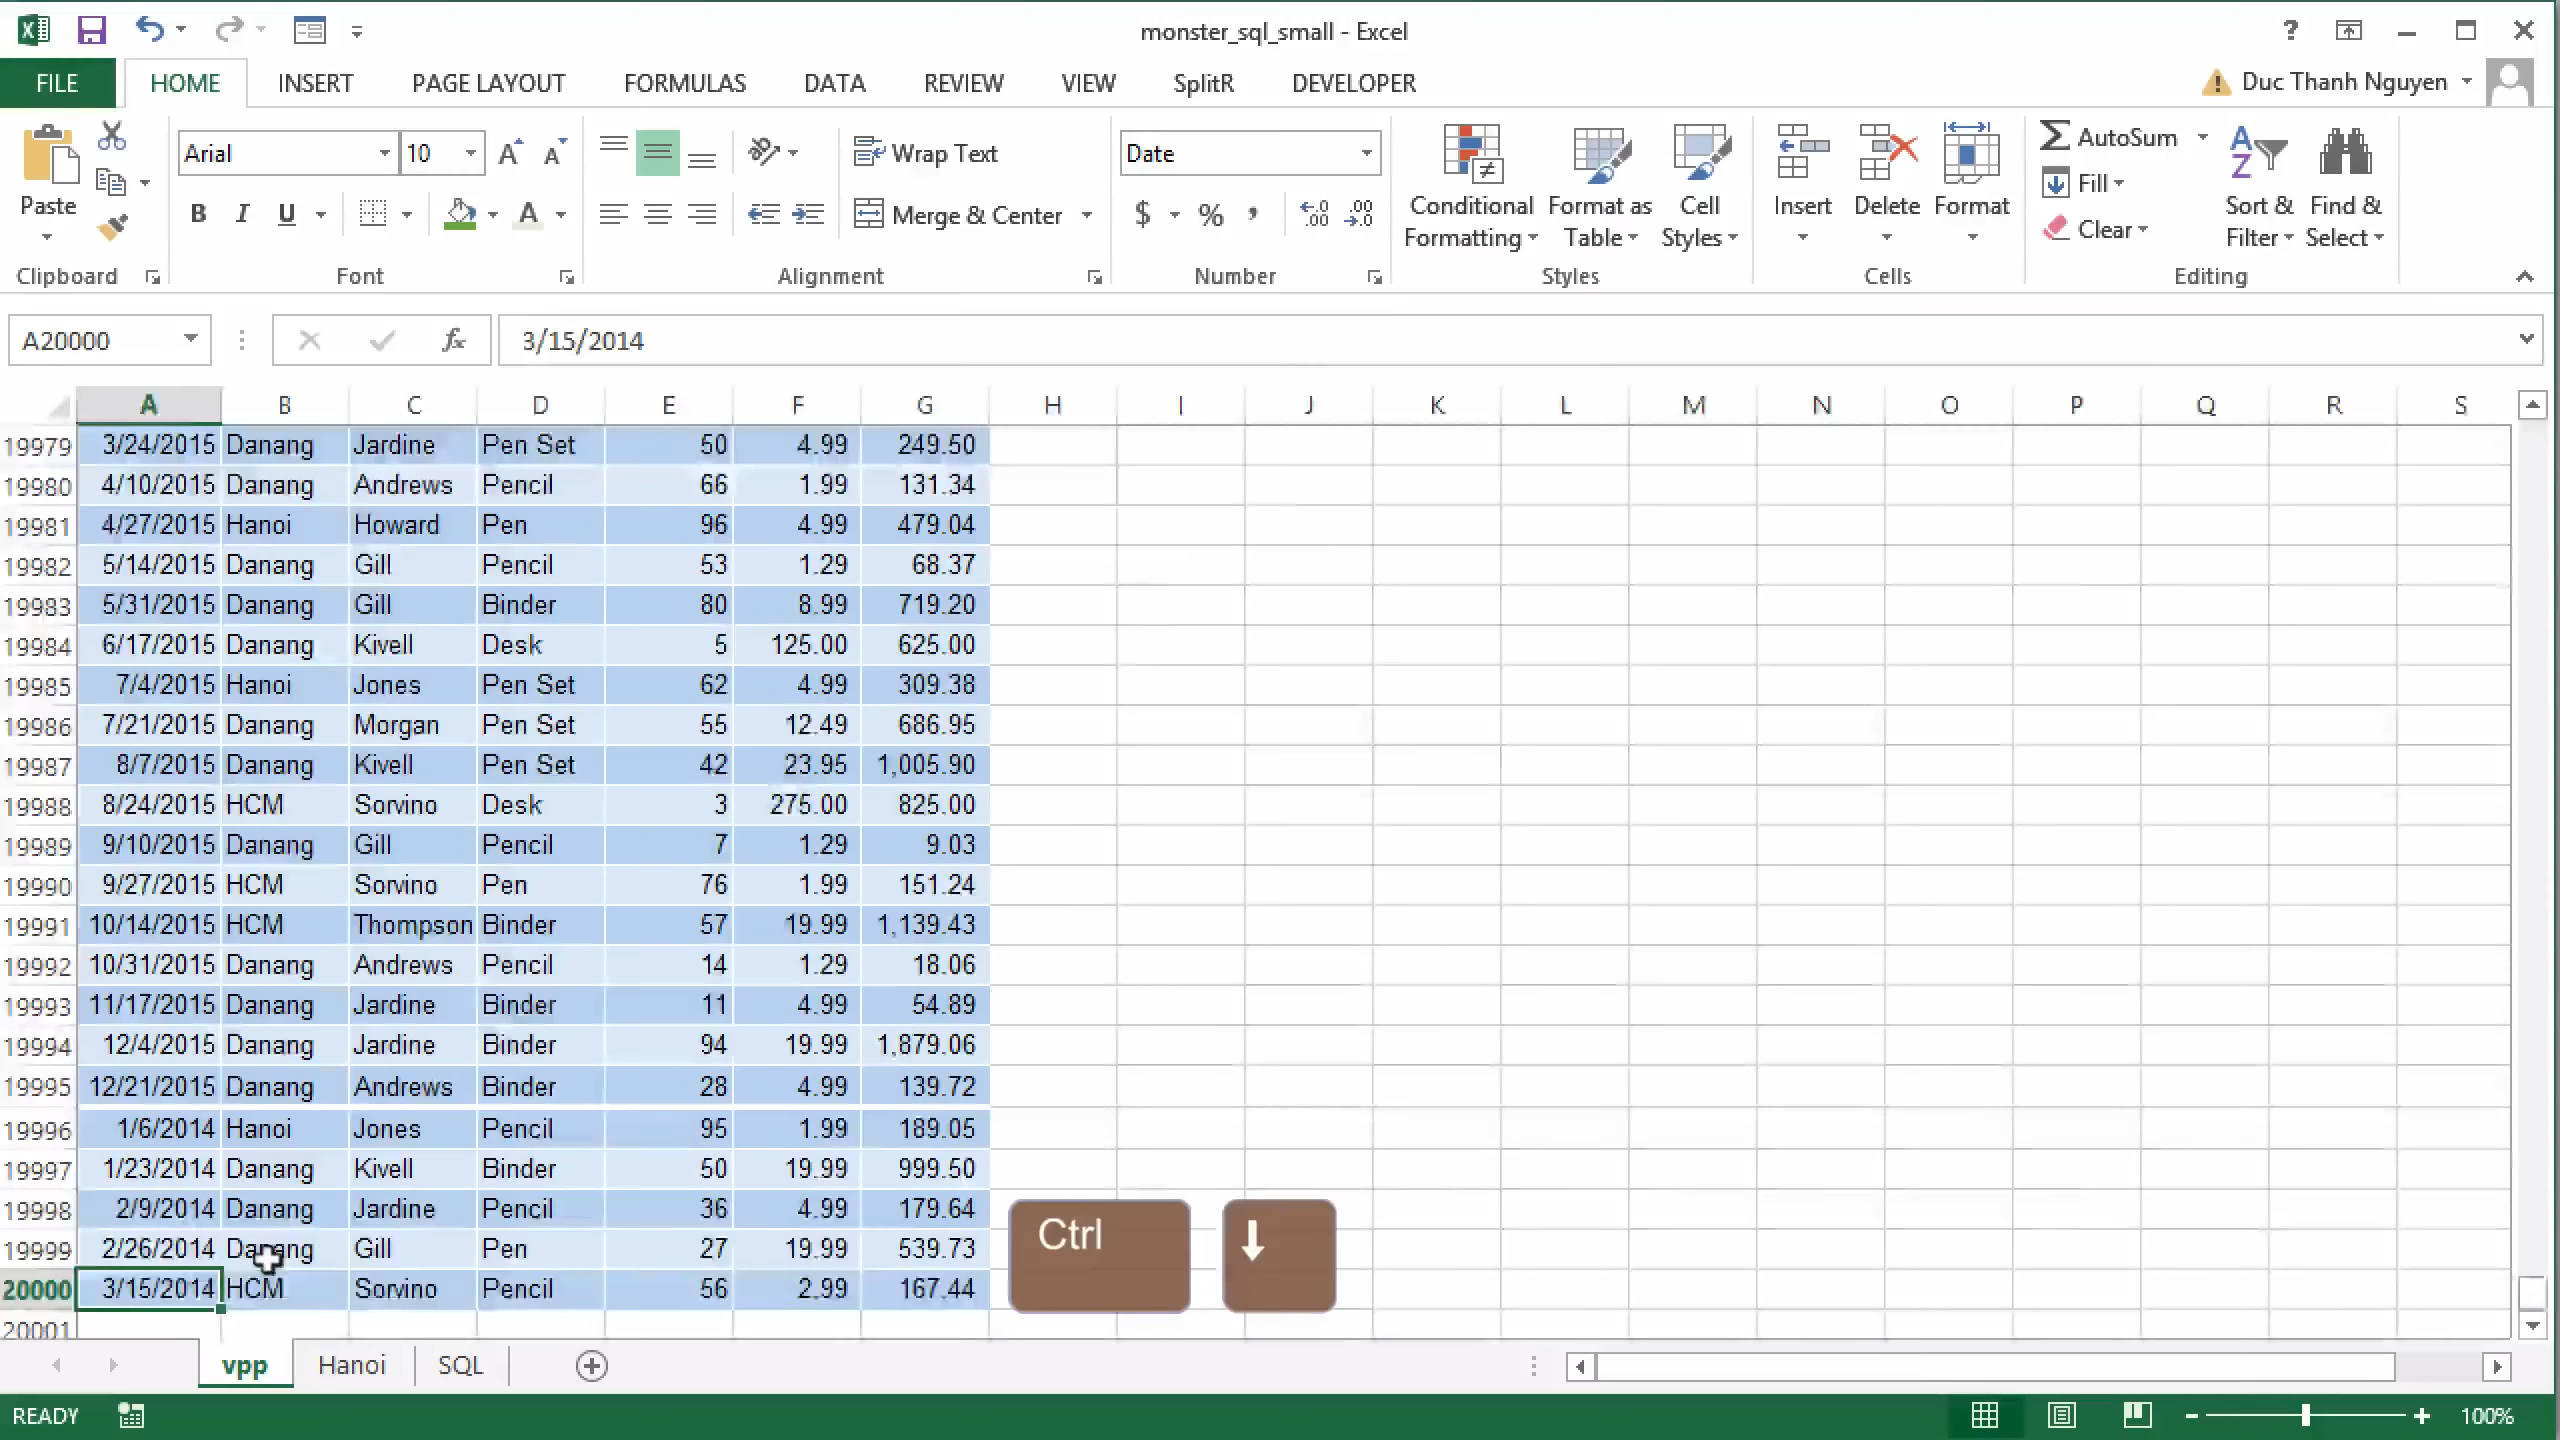 monster_sql_small - Excel
FILE HOME INSERT PAGE LAYOUT FORMULAS DATA REVIEW VIEW SplitR DEVELOPER Duc Thanh Nguyen
Arial 10 Wrap Text Date AutoSum
Fill
Paste Conditional Formatting Format as Table Cell Styles Insert Delete Format Sort & Filter Find & Select
B I U A Merge & Center $ % Clear
Clipboard Font Alignment Number Styles Cells Editing
A20000 fx 3/15/2014
A B C D E F G H I J K L M N O P Q R S
19979 3/24/2015 Danang Jardine Pen Set 50 4.99 249.50
19980 4/10/2015 Danang Andrews Pencil 66 1.99 131.34
19981 4/27/2015 Hanoi Howard Pen 96 4.99 479.04
19982 5/14/2015 Danang Gill Pencil 53 1.29 68.37
19983 5/31/2015 Danang Gill Binder 80 8.99 719.20
19984 6/17/2015 Danang Kivell Desk 5 125.00 625.00
19985 7/4/2015 Hanoi Jones Pen Set 62 4.99 309.38
19986 7/21/2015 Danang Morgan Pen Set 55 12.49 686.95
19987 8/7/2015 Danang Kivell Pen Set 42 23.95 1,005.90
19988 8/24/2015 HCM Sorvino Desk 3 275.00 825.00
19989 9/10/2015 Danang Gill Pencil 7 1.29 9.03
19990 9/27/2015 HCM Sorvino Pen 76 1.99 151.24
19991 10/14/2015 HCM Thompson Binder 57 19.99 1,139.43
19992 10/31/2015 Danang Andrews Pencil 14 1.29 18.06
19993 11/17/2015 Danang Jardine Binder 11 4.99 54.89
19994 12/4/2015 Danang Jardine Binder 94 19.99 1,879.06
19995 12/21/2015 Danang Andrews Binder 28 4.99 139.72
19996 1/6/2014 Hanoi Jones Pencil 95 1.99 189.05
19997 1/23/2014 Danang Kivell Binder 50 19.99 999.50
19998 2/9/2014 Danang Jardine Pencil 36 4.99 179.64
19999 2/26/2014 Danang Gill Pen 27 19.99 539.73
20000 3/15/2014 HCM Sorvino Pencil 56 2.99 167.44
Ctrl ↓
20001
vpp Hanoi SQL
READY 100%